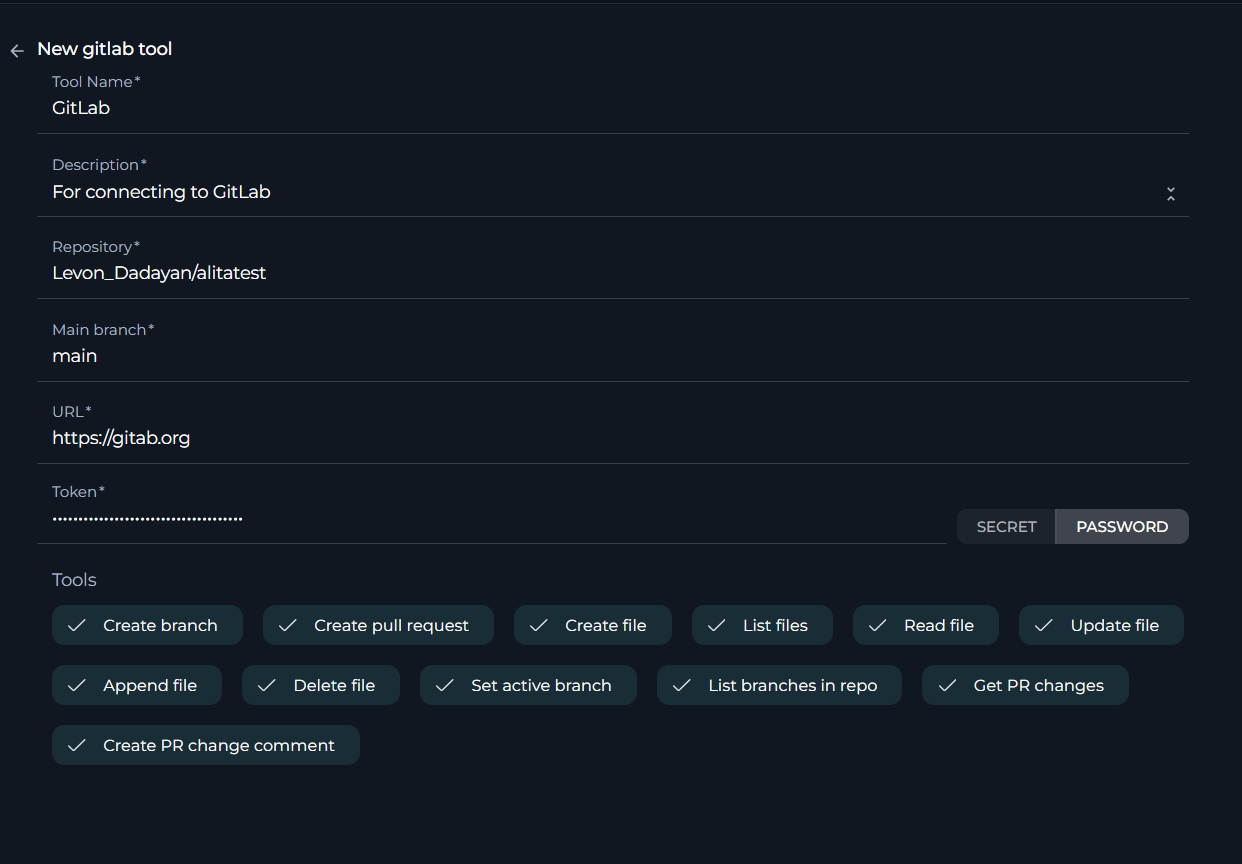 New gitlab tool
Tool Name*
GitLab
Description*
For connecting to GitLab
Repository*
Levon_Dadayan/alitatest
Main branch*
main
URL*
https://gitab.org
Token*
•••••••••••••••••••••••••••••••••••••
SECRET PASSWORD
Tools
Create branch Create pull request Create file List files Read file Update file
Append file Delete file Set active branch List branches in repo Get PR changes
Create PR change comment